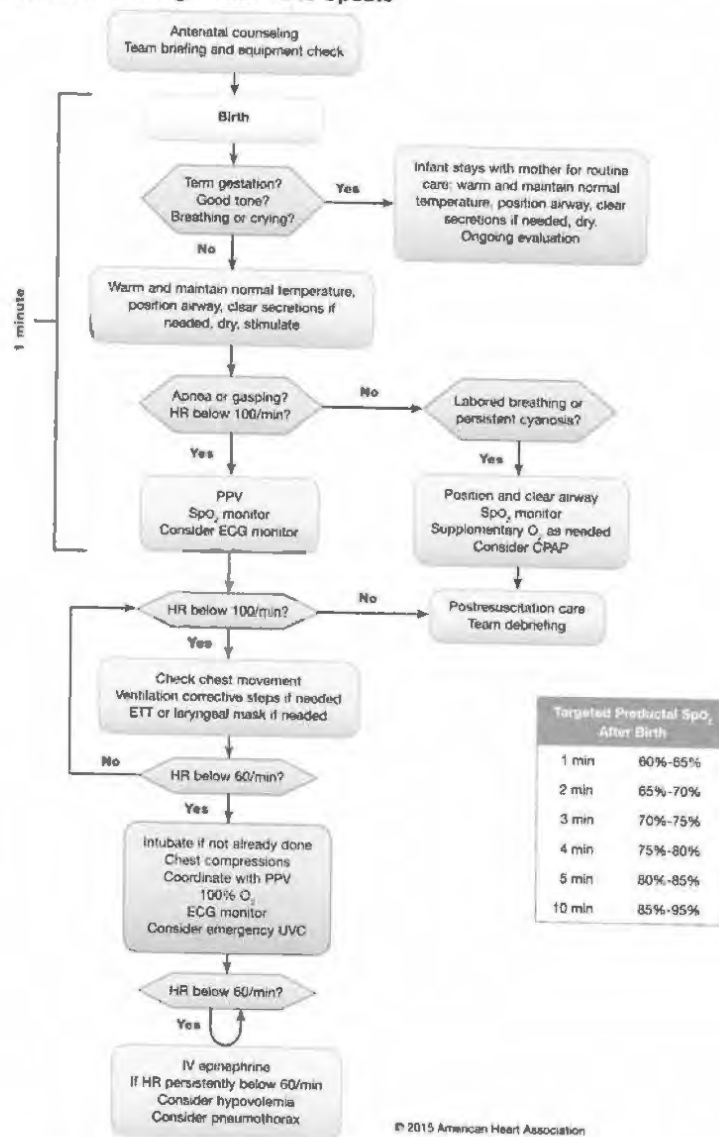 Antenatal counseling
Team briefing and equipment check
Birth
1 minute
Term gestation?
Good tone?
Breathing or crying?
Yes
Infant stays with mother for routine
care: warm and maintain normal
temperature, position airway, clear
secretions if needed, dry.
Ongoing evaluation
No
Warm and maintain normal temperature,
position airway, clear secretions if
needed, dry, stimulate
Apnea or gasping?
HR below 100/min?
No
Labored breathing or
persistent cyanosis?
Yes
Yes
PPV
SpO₂ monitor
Consider ECG monitor
Position and clear airway
SpO₂ monitor
Supplementary O₂ as needed
Consider CPAP
HR below 100/min?
No
Postresuscitation care
Team debriefing
Yes
Check chest movement
Ventilation corrective steps if needed
ETT or laryngeal mask if needed
No
HR below 60/min?
Yes
Intubate if not already done
Chest compressions
Coordinate with PPV
100% O₂
ECG monitor
Consider emergency UVC
HR below 60/min?
Yes
IV epinephrine
If HR persistently below 60/min
Consider hypovolemia
Consider pneumothorax
Targeted Preductal SpO₂
After Birth
1 min 60%-65%
2 min 65%-70%
3 min 70%-75%
4 min 75%-80%
5 min 80%-85%
10 min 85%-95%
© 2015 American Heart Association